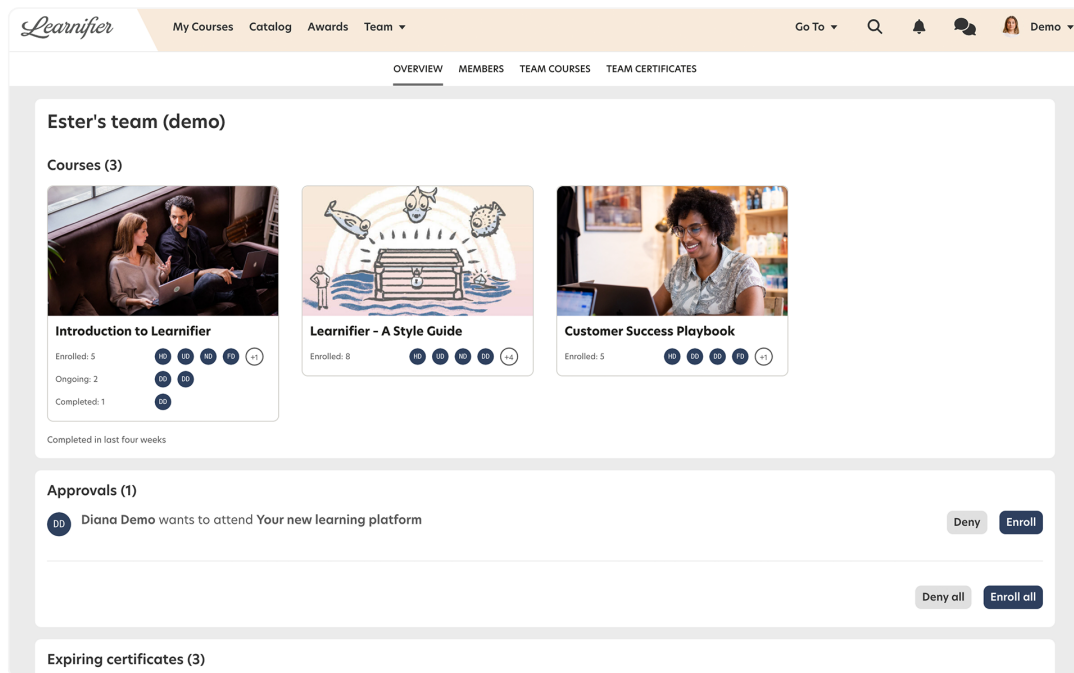 Learnifier
My Courses Catalog Awards Team Go To Demo
OVERVIEW MEMBERS TEAM COURSES TEAM CERTIFICATES
Ester's team (demo)
Courses (3)
Introduction to Learnifier
Enrolled: 5 HD UD ND FD +1
Ongoing: 2 DD DD
Completed: 1 DD
Learnifier – A Style Guide
Enrolled: 8 HD UD ND DD +4
Customer Success Playbook
Enrolled: 5 HD DD DD FD +1
Completed in last four weeks
Approvals (1)
DD Diana Demo wants to attend Your new learning platform Deny Enroll
Deny all Enroll all
Expiring certificates (3)